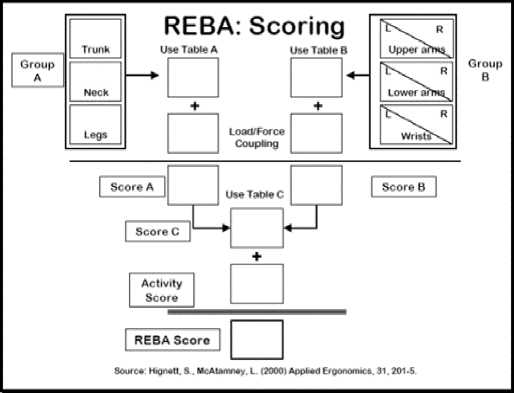 REBA: Scoring
Group
A
Trunk
Neck
Legs
Use Table A
+
Use Table B
+
Load/Force
Coupling
L R
Upper arms
L R
Lower arms
L R
Wrists
Group
B
Score A
Use Table C
Score B
Score C
+
Activity
Score
REBA Score
Source: Hignett, S., McAtamney, L. (2000) Applied Ergonomics, 31, 201-5.